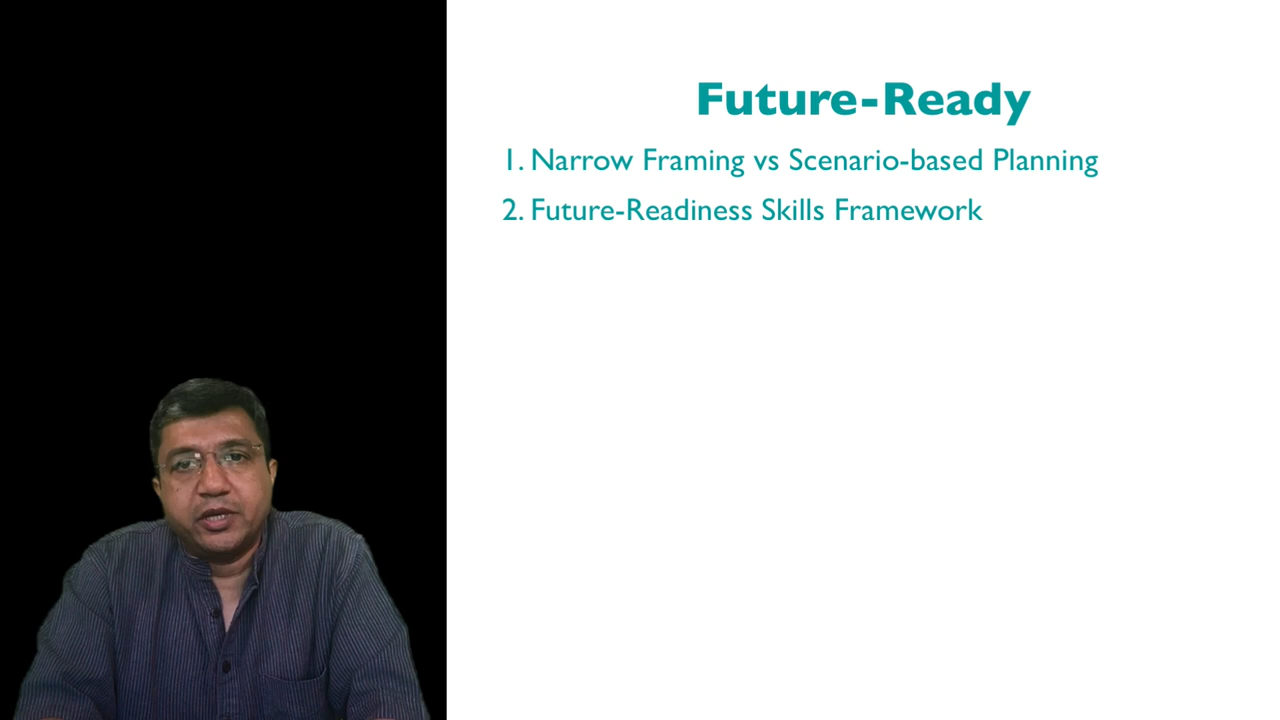 Future-Ready
1. Narrow Framing vs Scenario-based Planning
2. Future-Readiness Skills Framework